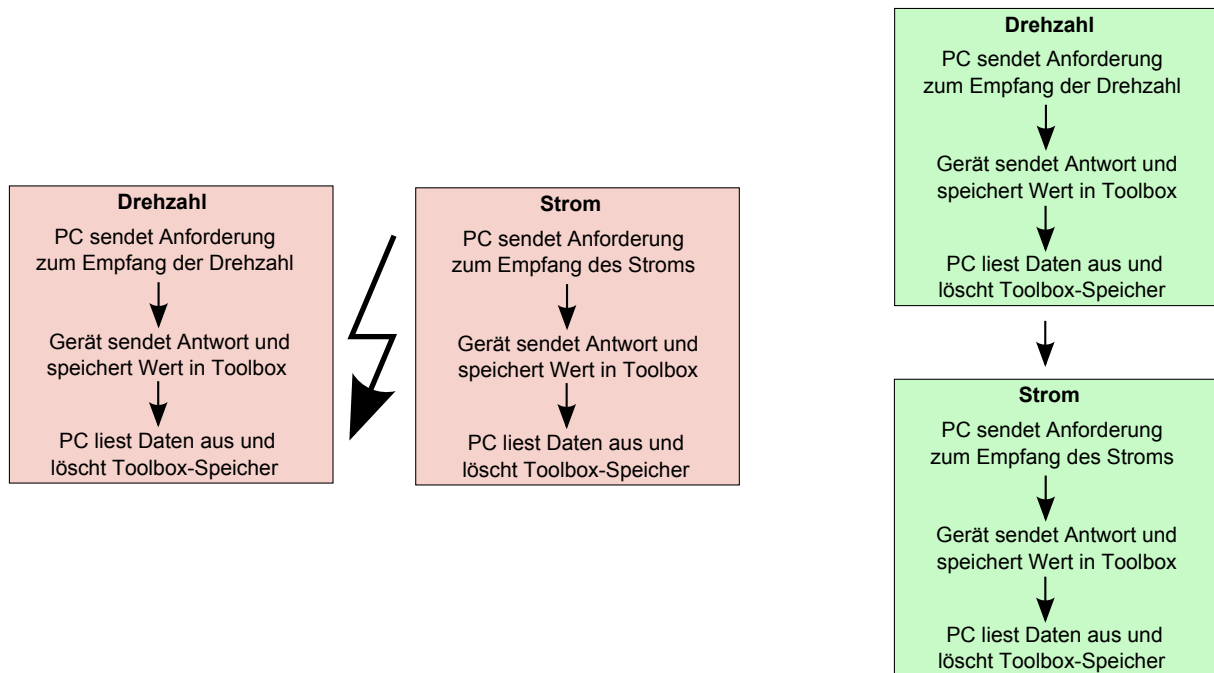 Drehzahl
PC sendet Anforderung
zum Empfang der Drehzahl
Gerät sendet Antwort und
speichert Wert in Toolbox
PC liest Daten aus und
löscht Toolbox-Speicher
Strom
PC sendet Anforderung
zum Empfang des Stroms
Gerät sendet Antwort und
speichert Wert in Toolbox
PC liest Daten aus und
löscht Toolbox-Speicher
Drehzahl
PC sendet Anforderung
zum Empfang der Drehzahl
Gerät sendet Antwort und
speichert Wert in Toolbox
PC liest Daten aus und
löscht Toolbox-Speicher
Strom
PC sendet Anforderung
zum Empfang des Stroms
Gerät sendet Antwort und
speichert Wert in Toolbox
PC liest Daten aus und
löscht Toolbox-Speicher